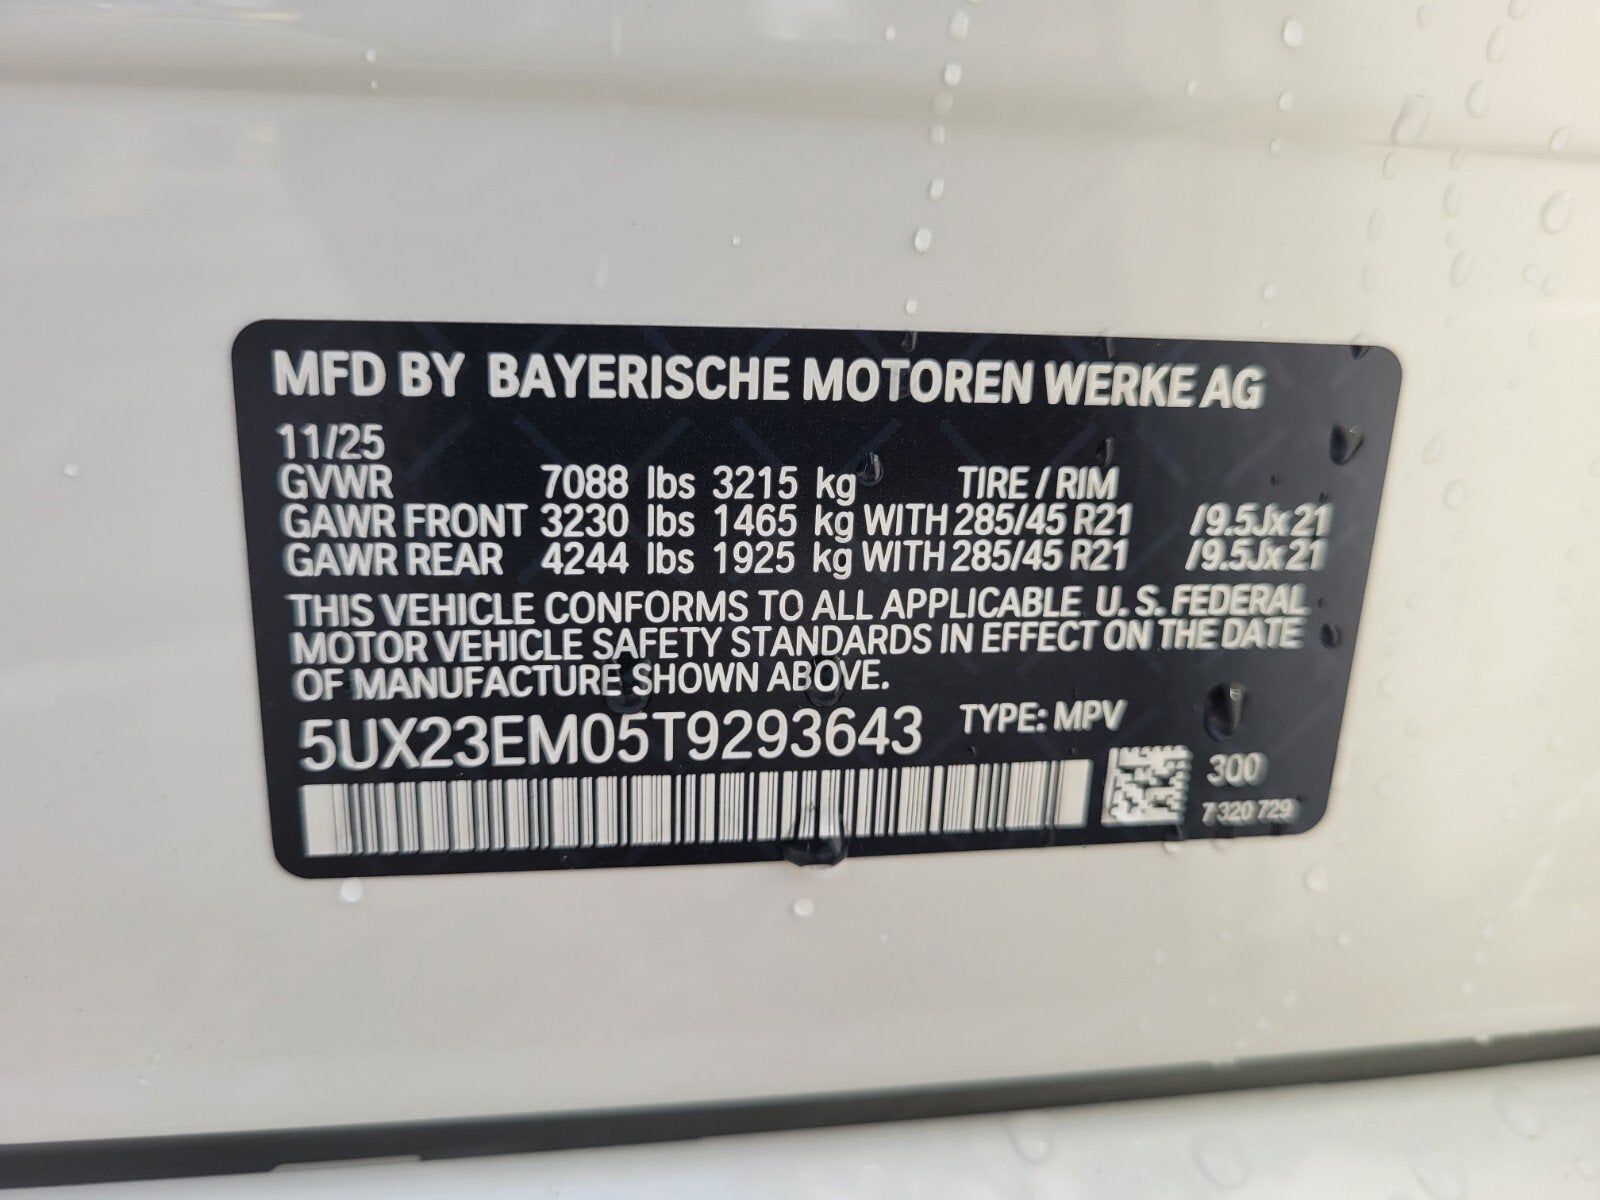 MFD BY BAYERISCHE MOTOREN WERKE AG
11/25
GVWR 7088 lbs 3215 kg TIRE / RIM
GAWR FRONT 3230 lbs 1465 kg WITH 285/45 R21 /9.5Jx21
GAWR REAR 4244 lbs 1925 kg WITH 285/45 R21 /9.5Jx21
THIS VEHICLE CONFORMS TO ALL APPLICABLE U.S. FEDERAL
MOTOR VEHICLE SAFETY STANDARDS IN EFFECT ON THE DATE
OF MANUFACTURE SHOWN ABOVE.
5UX23EM05T9293643 TYPE: MPV
300
7 320 729